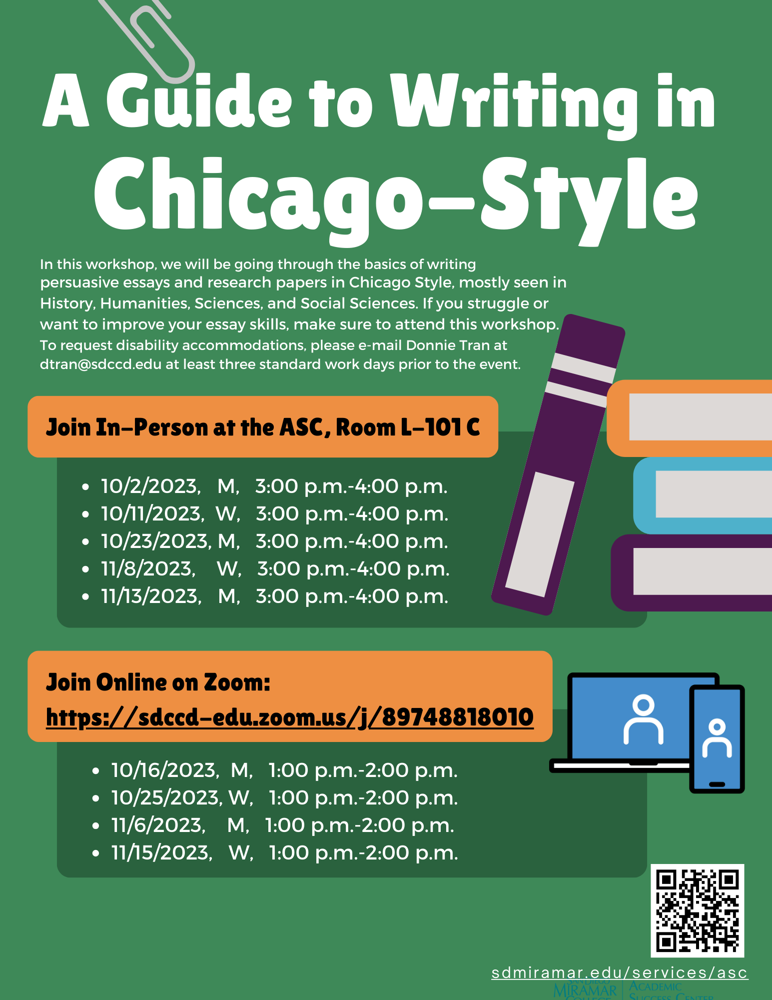 A Guide to Writing in
Chicago-Style
In this workshop, we will be going through the basics of writing
persuasive essays and research papers in Chicago Style, mostly seen in
History, Humanities, Sciences, and Social Sciences. If you struggle or
want to improve your essay skills, make sure to attend this workshop.
To request disability accommodations, please e-mail Donnie Tran at
dtran@sdccd.edu at least three standard work days prior to the event.
Join In-Person at the ASC, Room L-101 C
• 10/2/2023, M, 3:00 p.m.-4:00 p.m.
• 10/11/2023, W, 3:00 p.m.-4:00 p.m.
• 10/23/2023, M, 3:00 p.m.-4:00 p.m.
• 11/8/2023, W, 3:00 p.m.-4:00 p.m.
• 11/13/2023, M, 3:00 p.m.-4:00 p.m.
Join Online on Zoom:
https://sdccd-edu.zoom.us/j/89748818010
• 10/16/2023, M, 1:00 p.m.-2:00 p.m.
• 10/25/2023, W, 1:00 p.m.-2:00 p.m.
• 11/6/2023, M, 1:00 p.m.-2:00 p.m.
• 11/15/2023, W, 1:00 p.m.-2:00 p.m.
sdmiramar.edu/services/asc
SAN DIEGO
MIRAMAR
COLLEGE
ACADEMIC
SUCCESS CENTER